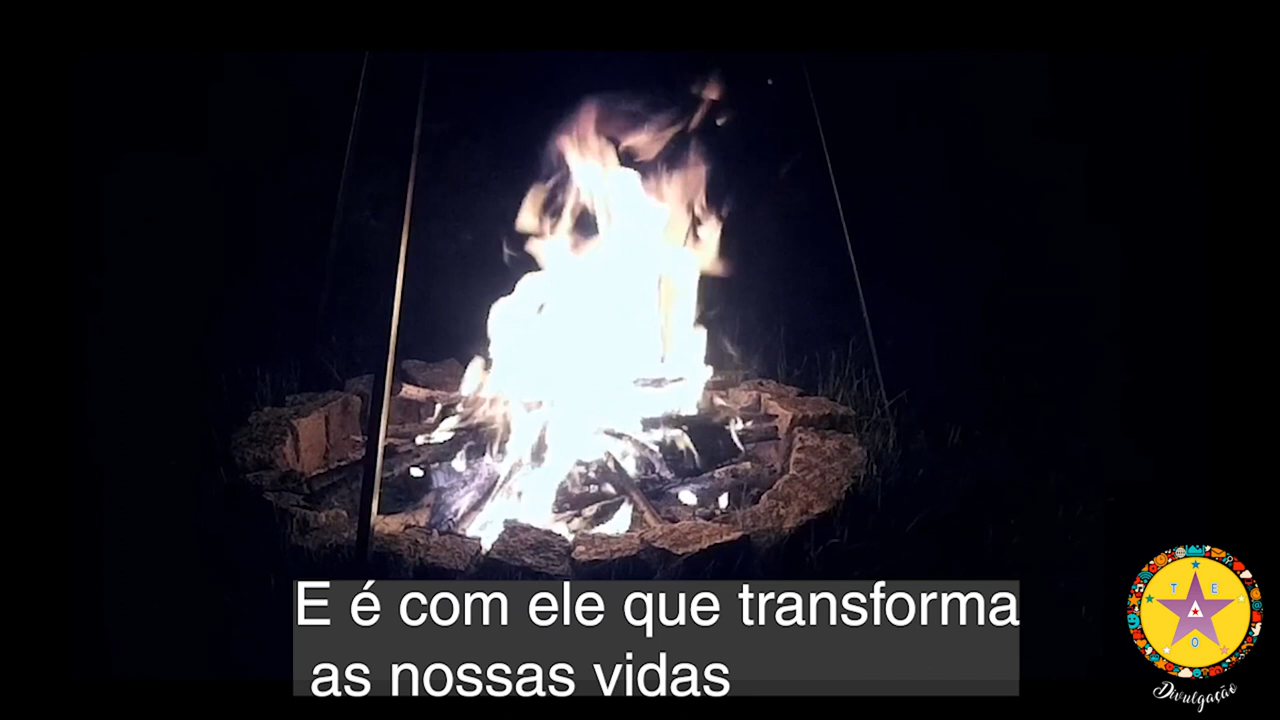 E é com ele que transforma
as nossas vidas
T E
O
Divulgação